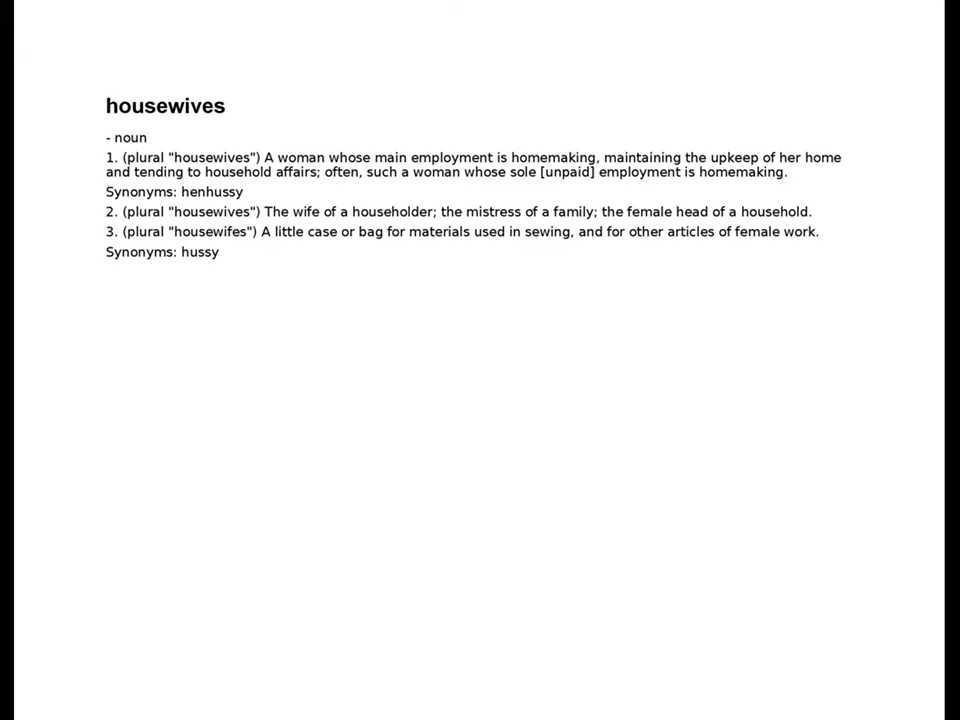 housewives
- noun
1. (plural "housewives") A woman whose main employment is homemaking, maintaining the upkeep of her home
and tending to household affairs; often, such a woman whose sole [unpaid] employment is homemaking.
Synonyms: henhussy
2. (plural "housewives") The wife of a householder; the mistress of a family; the female head of a household.
3. (plural "housewifes") A little case or bag for materials used in sewing, and for other articles of female work.
Synonyms: hussy